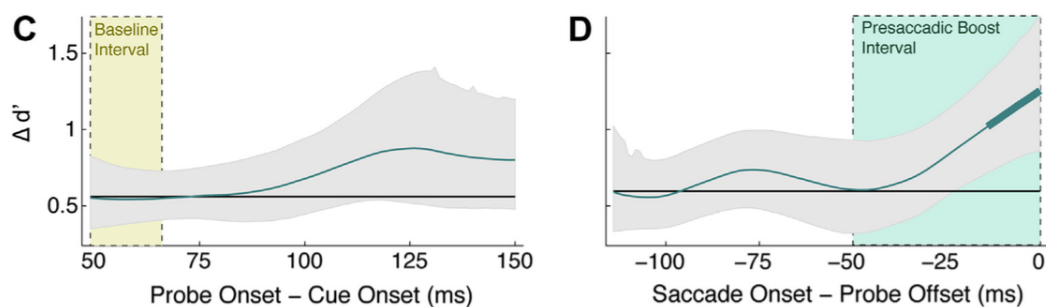 C
Baseline
Interval
1.5
1
0.5
Δ d'
50 75 100 125 150
Probe Onset – Cue Onset (ms)
D
Presaccadic Boost
Interval
−100 −75 −50 −25 0
Saccade Onset – Probe Offset (ms)